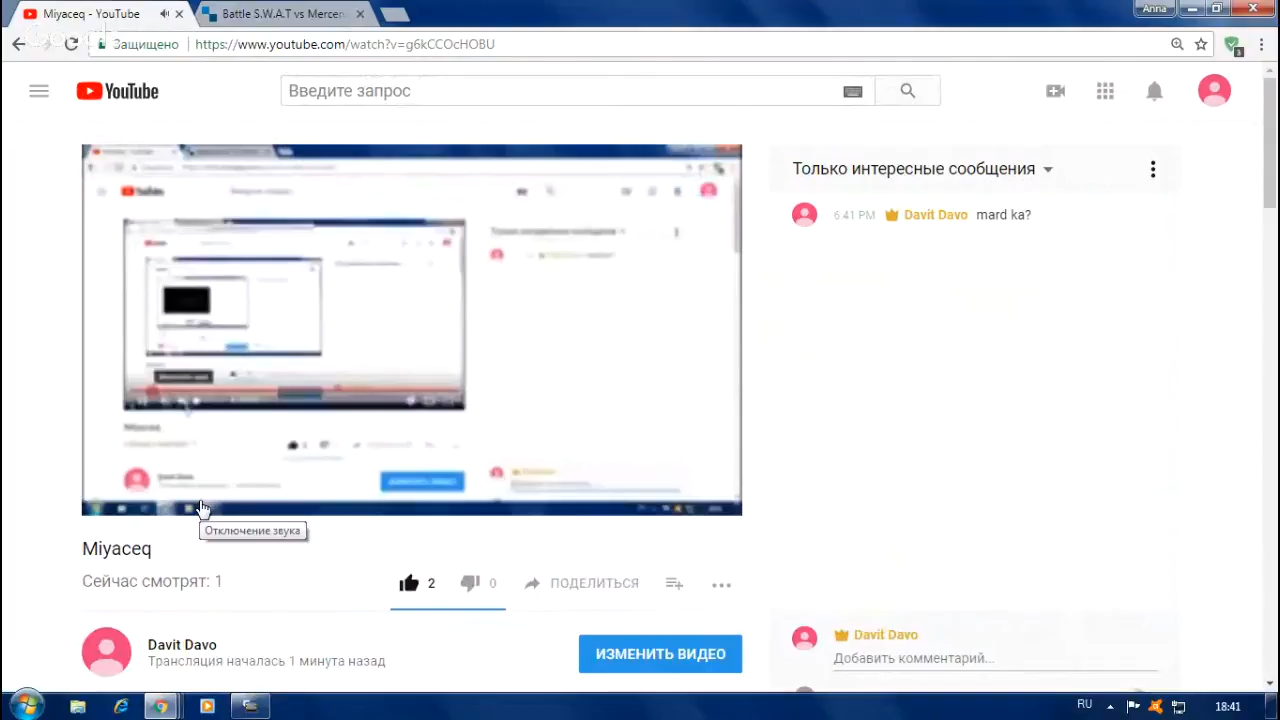 Miyaceq - YouTube
Battle S.W.A.T vs Mercen
Anna
Защищено
https://www.youtube.com/watch?v=g6kCCOcHOBU
3
YouTube
Введите запрос
Только интересные сообщения
6:41 PM Davit Davo mard ka?
Отключение звука
Miyaceq
Сейчас смотрят: 1
2
0
ПОДЕЛИТЬСЯ
Davit Davo
Трансляция началась 1 минута назад
ИЗМЕНИТЬ ВИДЕО
Davit Davo
Добавить комментарий...
RU
18:41